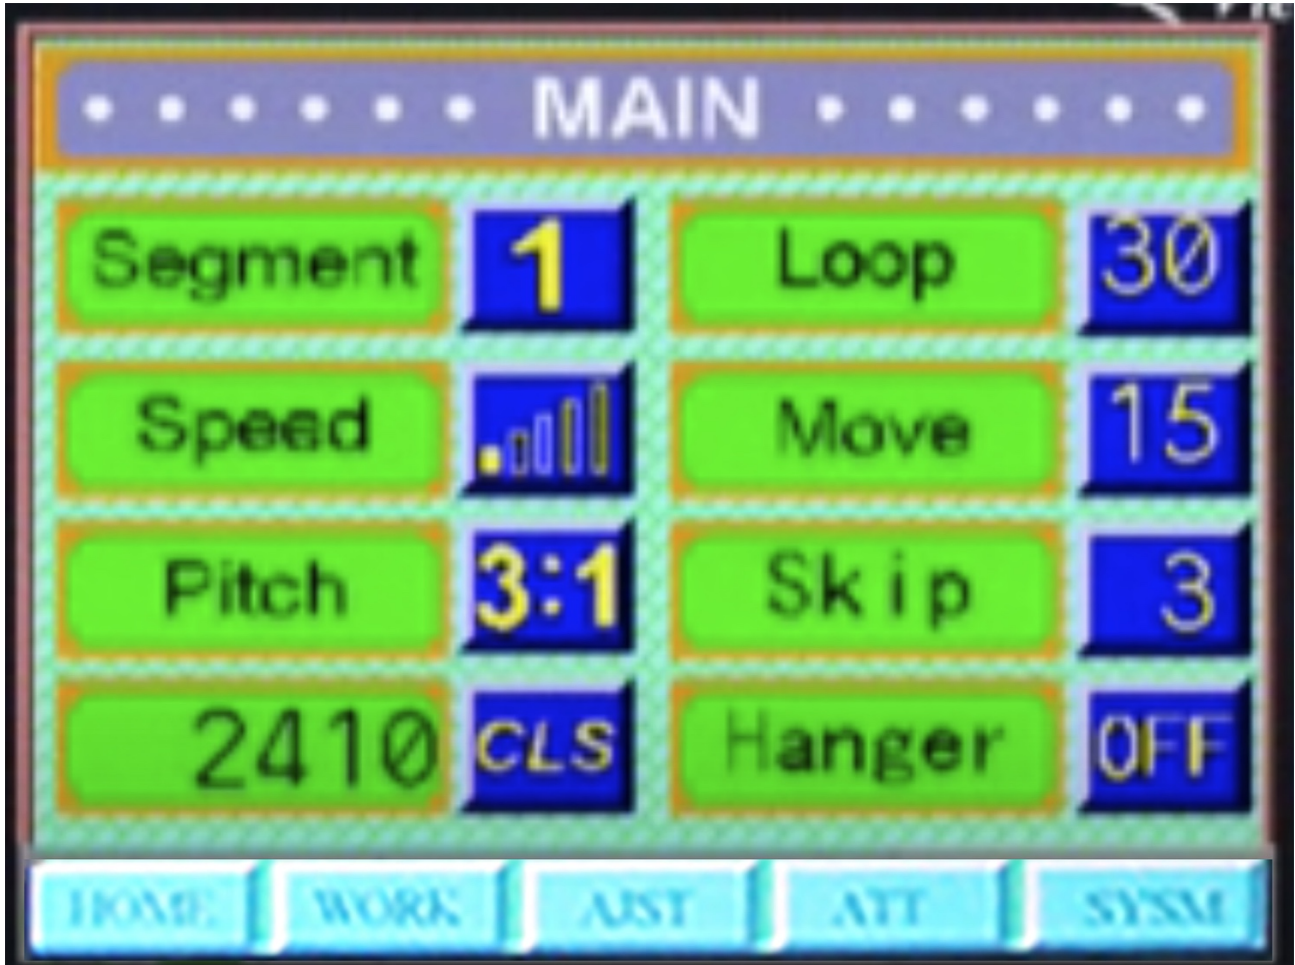 MAIN
Segment 1 Loop 30
Speed Move 15
Pitch 3:1 Skip 3
2410 CLS Hanger OFF
HOME WORK AJST ATT SYSM